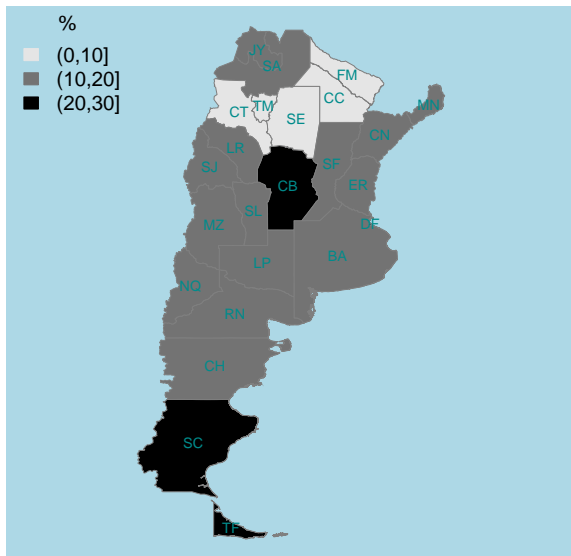 %
(0,10]
(10,20]
(20,30]
JY
SA
FM
CT
TM
CC
MN
SE
CN
LR
SF
SJ
CB
ER
SL
MZ
DF
BA
LP
NQ
RN
CH
SC
TF